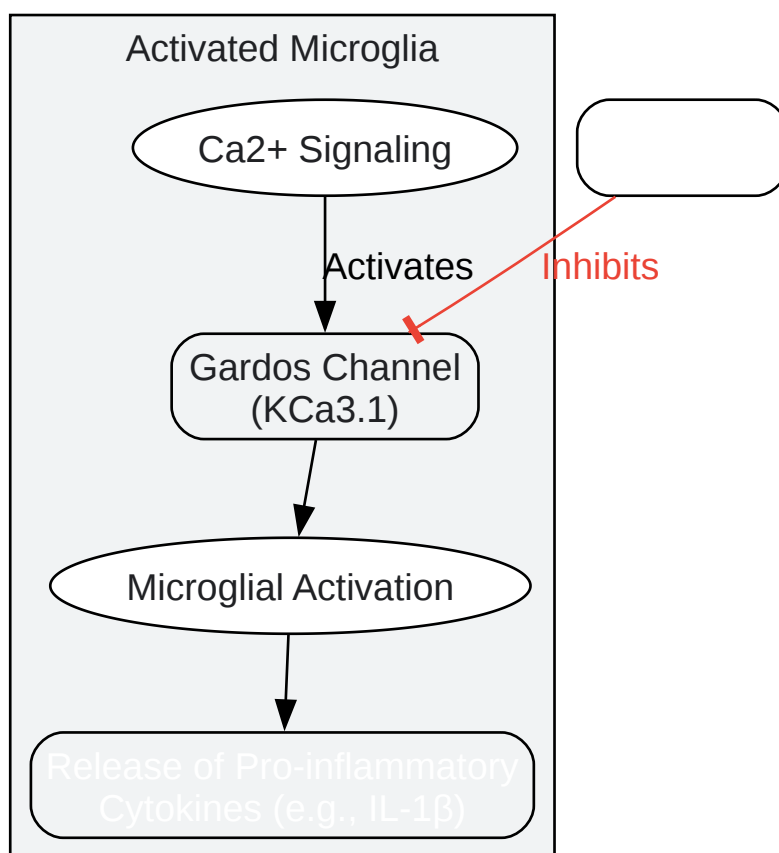 Activated Microglia
Ca2+ Signaling
Activates
Inhibits
Gardos Channel
(KCa3.1)
Microglial Activation
Release of Pro-inflammatory
Cytokines (e.g., IL-1β)